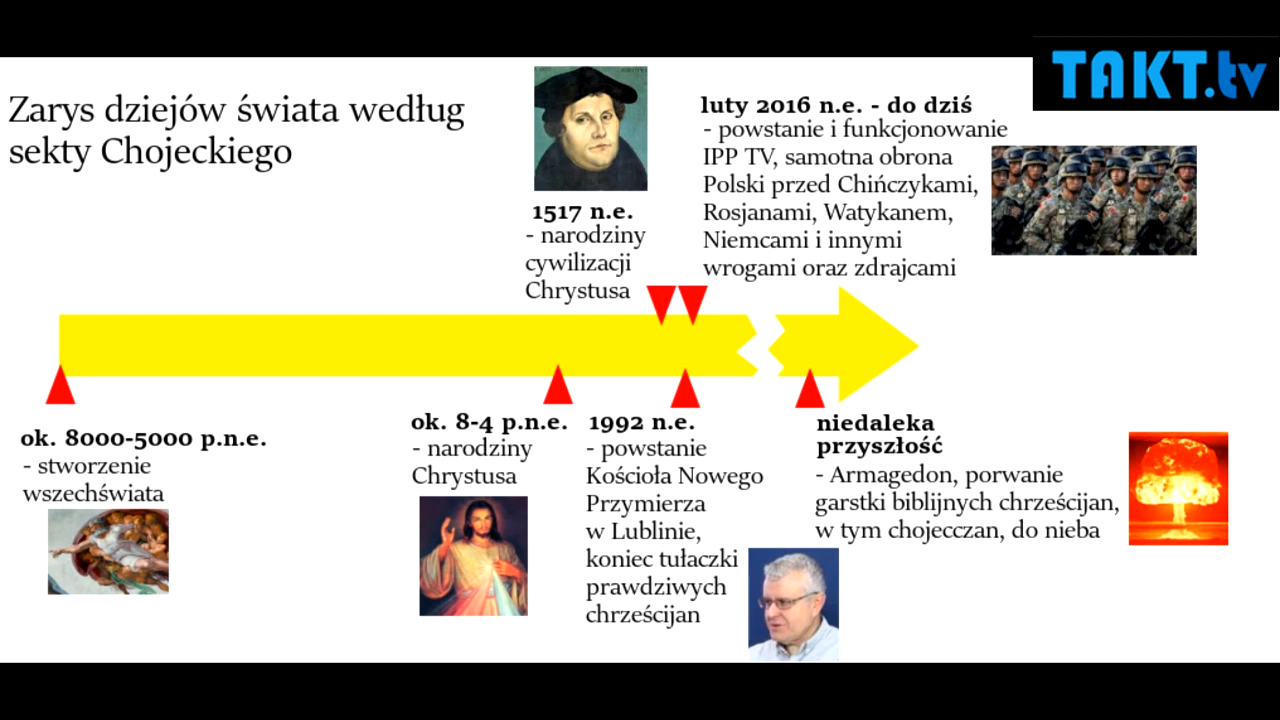 TAKT.tv
Zarys dziejów świata według
sekty Chojeckiego
1517 n.e.
- narodziny
cywilizacji
Chrystusa
luty 2016 n.e. - do dziś
- powstanie i funkcjonowanie
IPP TV, samotna obrona
Polski przed Chińczykami,
Rosjanami, Watykanem,
Niemcami i innymi
wrogami oraz zdrajcami
ok. 8000-5000 p.n.e.
- stworzenie
wszechświata
ok. 8-4 p.n.e.
- narodziny
Chrystusa
1992 n.e.
- powstanie
Kościoła Nowego
Przymierza
w Lublinie,
koniec tułaczki
prawdziwych
chrześcijan
niedaleka
przyszłość
- Armagedon, porwanie
garstki biblijnych chrześcijan,
w tym chojecczan, do nieba